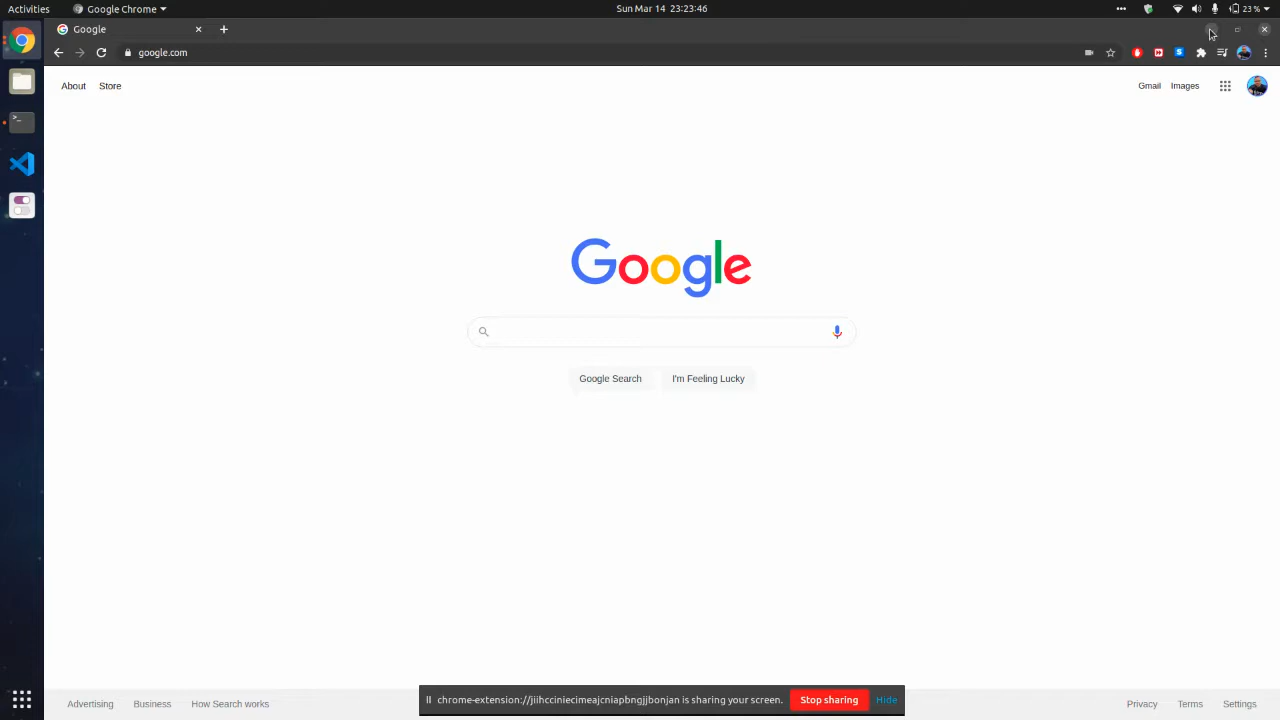 Activities
Google Chrome
Sun Mar 14 23:23:46
23%
Google
google.com
About Store
Gmail Images
Google
Google Search I'm Feeling Lucky
chrome-extension://jiihcciniecimeajcniapbngjjbonjan is sharing your screen. Stop sharing Hide
Advertising Business How Search works
Privacy Terms Settings